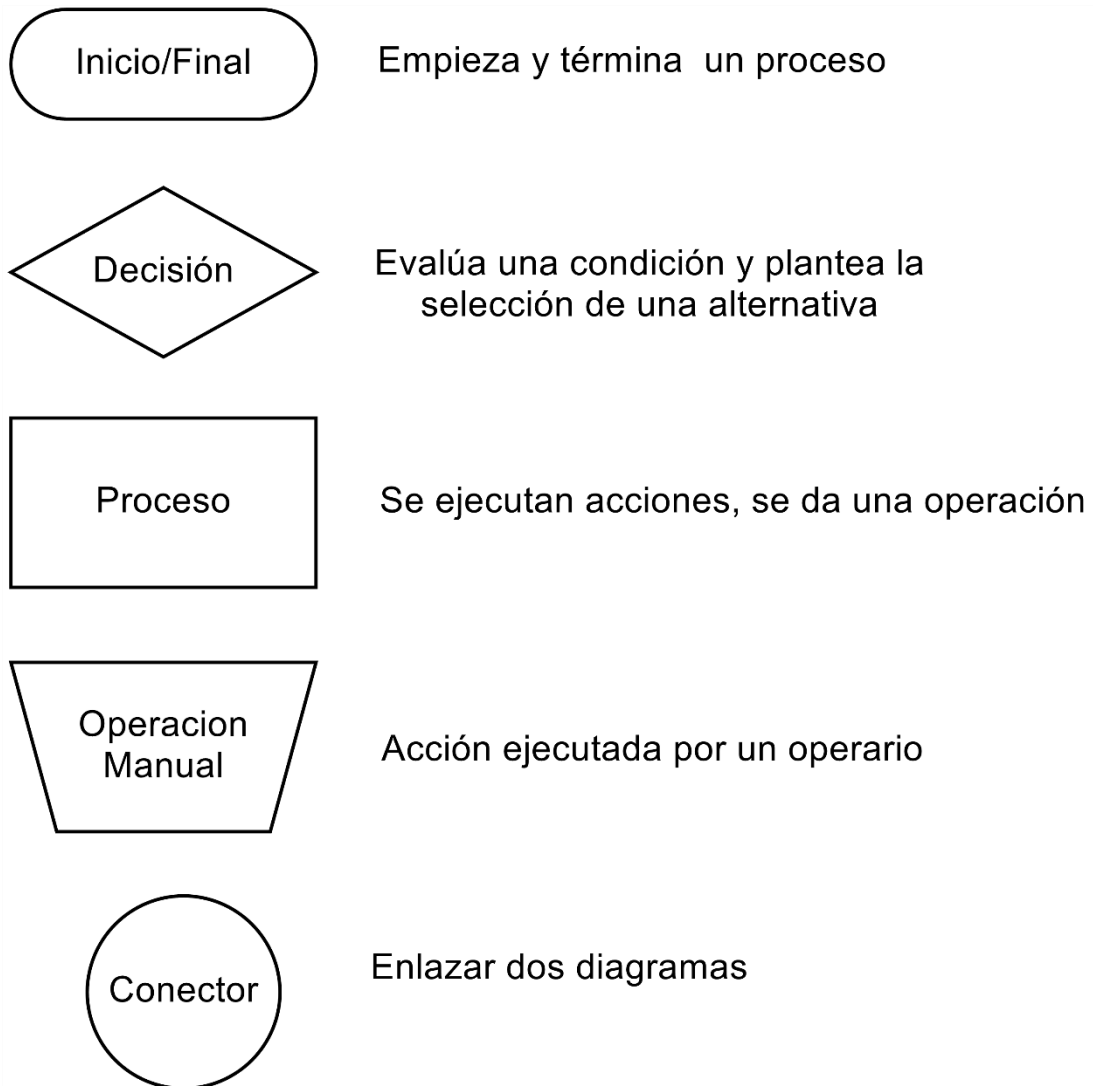 Inicio/Final
Empieza y términa un proceso
Decisión
Evalúa una condición y plantea la
selección de una alternativa
Proceso
Se ejecutan acciones, se da una operación
Operacion
Manual
Acción ejecutada por un operario
Conector
Enlazar dos diagramas